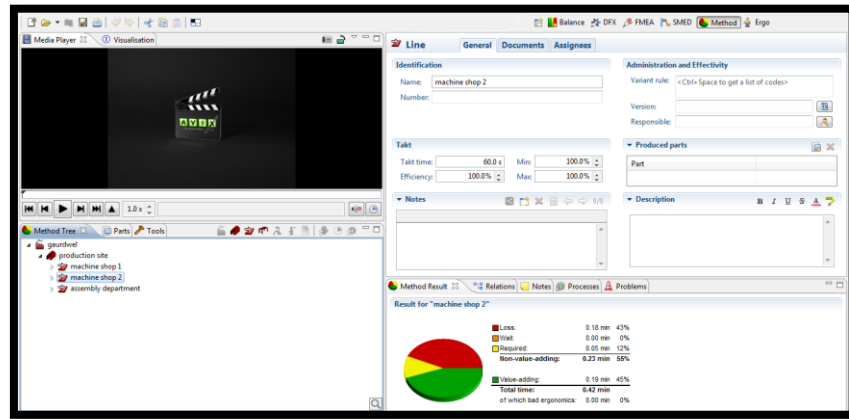 Balance DFX FMEA SMED Method Ergo
Media Player Visualisation
AVIX
1.0 x
Method Tree Parts Tools
gaurdwel
production site
machine shop 1
machine shop 2
assembly department
Line General Documents Assignees
Identification
Name: machine shop 2
Number:
Administration and Effectivity
Variant rule: <Ctrl+Space to get a list of codes>
Version:
Responsible:
Takt
Takt time: 60.0 s Min: 100.0%
Efficiency: 100.0% Max: 100.0%
Produced parts
Part
Notes 0/0
Description B I U S A
Method Result Relations Notes Processes Problems
Result for "machine shop 2"
Loss: 0.18 min 43%
Wait: 0.00 min 0%
Required: 0.05 min 12%
Non-value-adding: 0.23 min 55%
Value-adding: 0.19 min 45%
Total time: 0.42 min
of which bad ergonomics: 0.00 min 0%